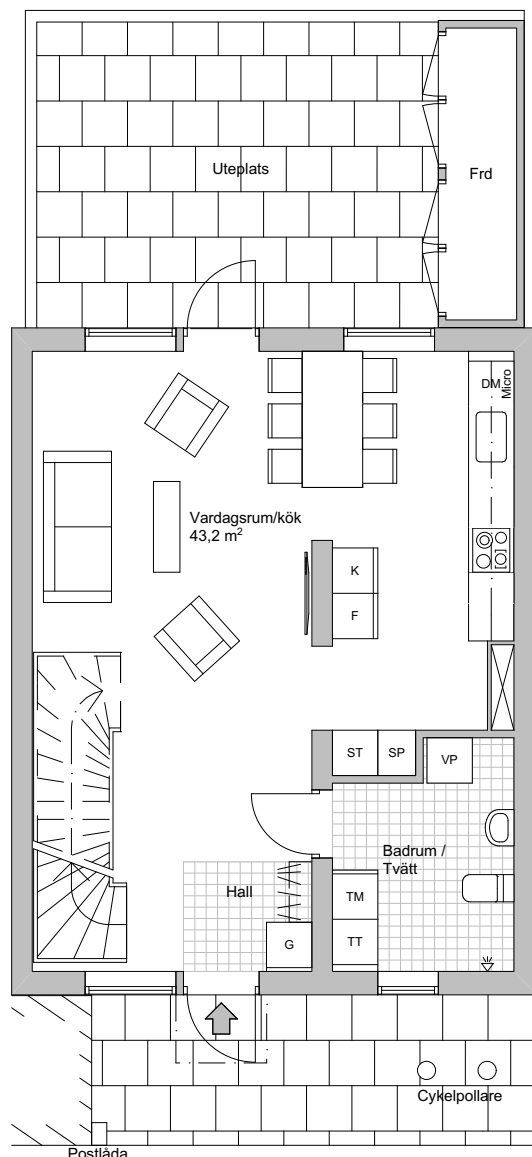 Uteplats
Frd
DM
Micro
Vardagsrum/kök
43,2 m²
K
F
ST
SP
VP
Badrum /
Tvätt
Hall
TM
TT
G
Cykelpollare
Postlåda